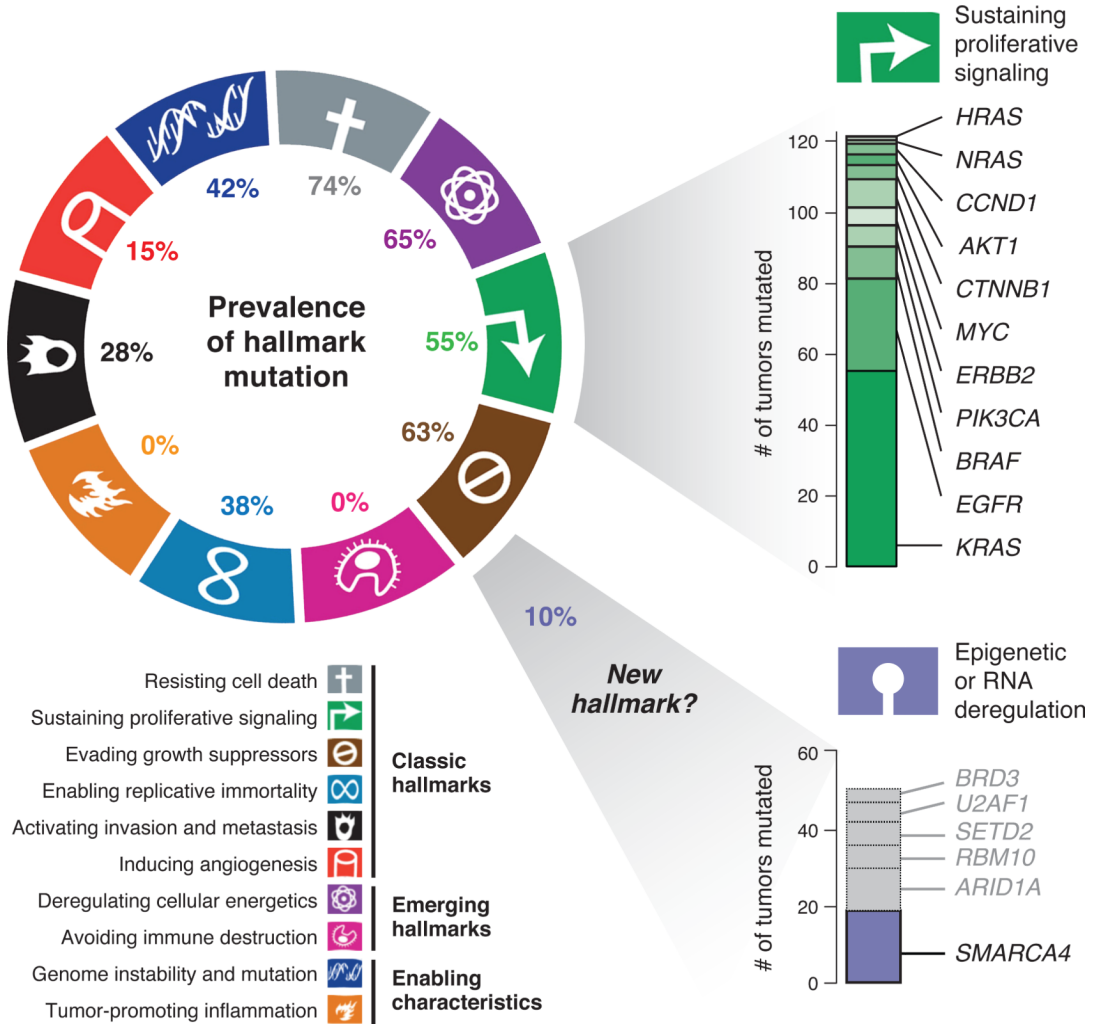 42%
74%
65%
15%
55%
28%
63%
0%
38%
0%
Prevalence
of hallmark
mutation
10%
New
hallmark?
Resisting cell death
Sustaining proliferative signaling
Evading growth suppressors
Enabling replicative immortality
Activating invasion and metastasis
Inducing angiogenesis
Classic
hallmarks
Deregulating cellular energetics
Avoiding immune destruction
Emerging
hallmarks
Genome instability and mutation
Tumor-promoting inflammation
Enabling
characteristics
Sustaining
proliferative
signaling
# of tumors mutated
120
100
80
60
40
20
0
HRAS
NRAS
CCND1
AKT1
CTNNB1
MYC
ERBB2
PIK3CA
BRAF
EGFR
KRAS
Epigenetic
or RNA
deregulation
# of tumors mutated
60
40
20
0
BRD3
U2AF1
SETD2
RBM10
ARID1A
SMARCA4